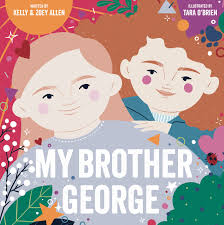 WRITTEN BY
KELLY & ZOEY ALLEN
ILLUSTRATED BY
TARA O'BRIEN
MY BROTHER
GEORGE